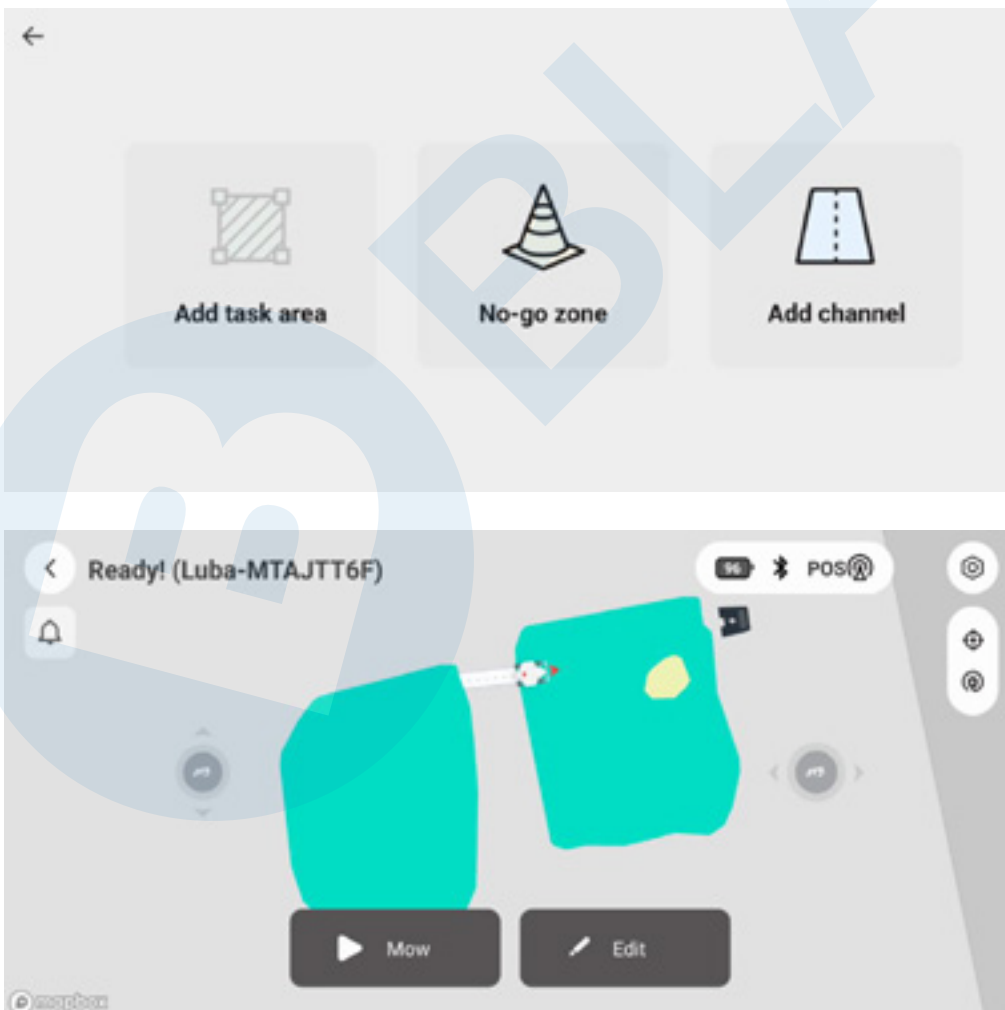 Add task area
No-go zone
Add channel
Ready! (Luba-MTAJTT6F)
96
POS
Mow
Edit
mapbox